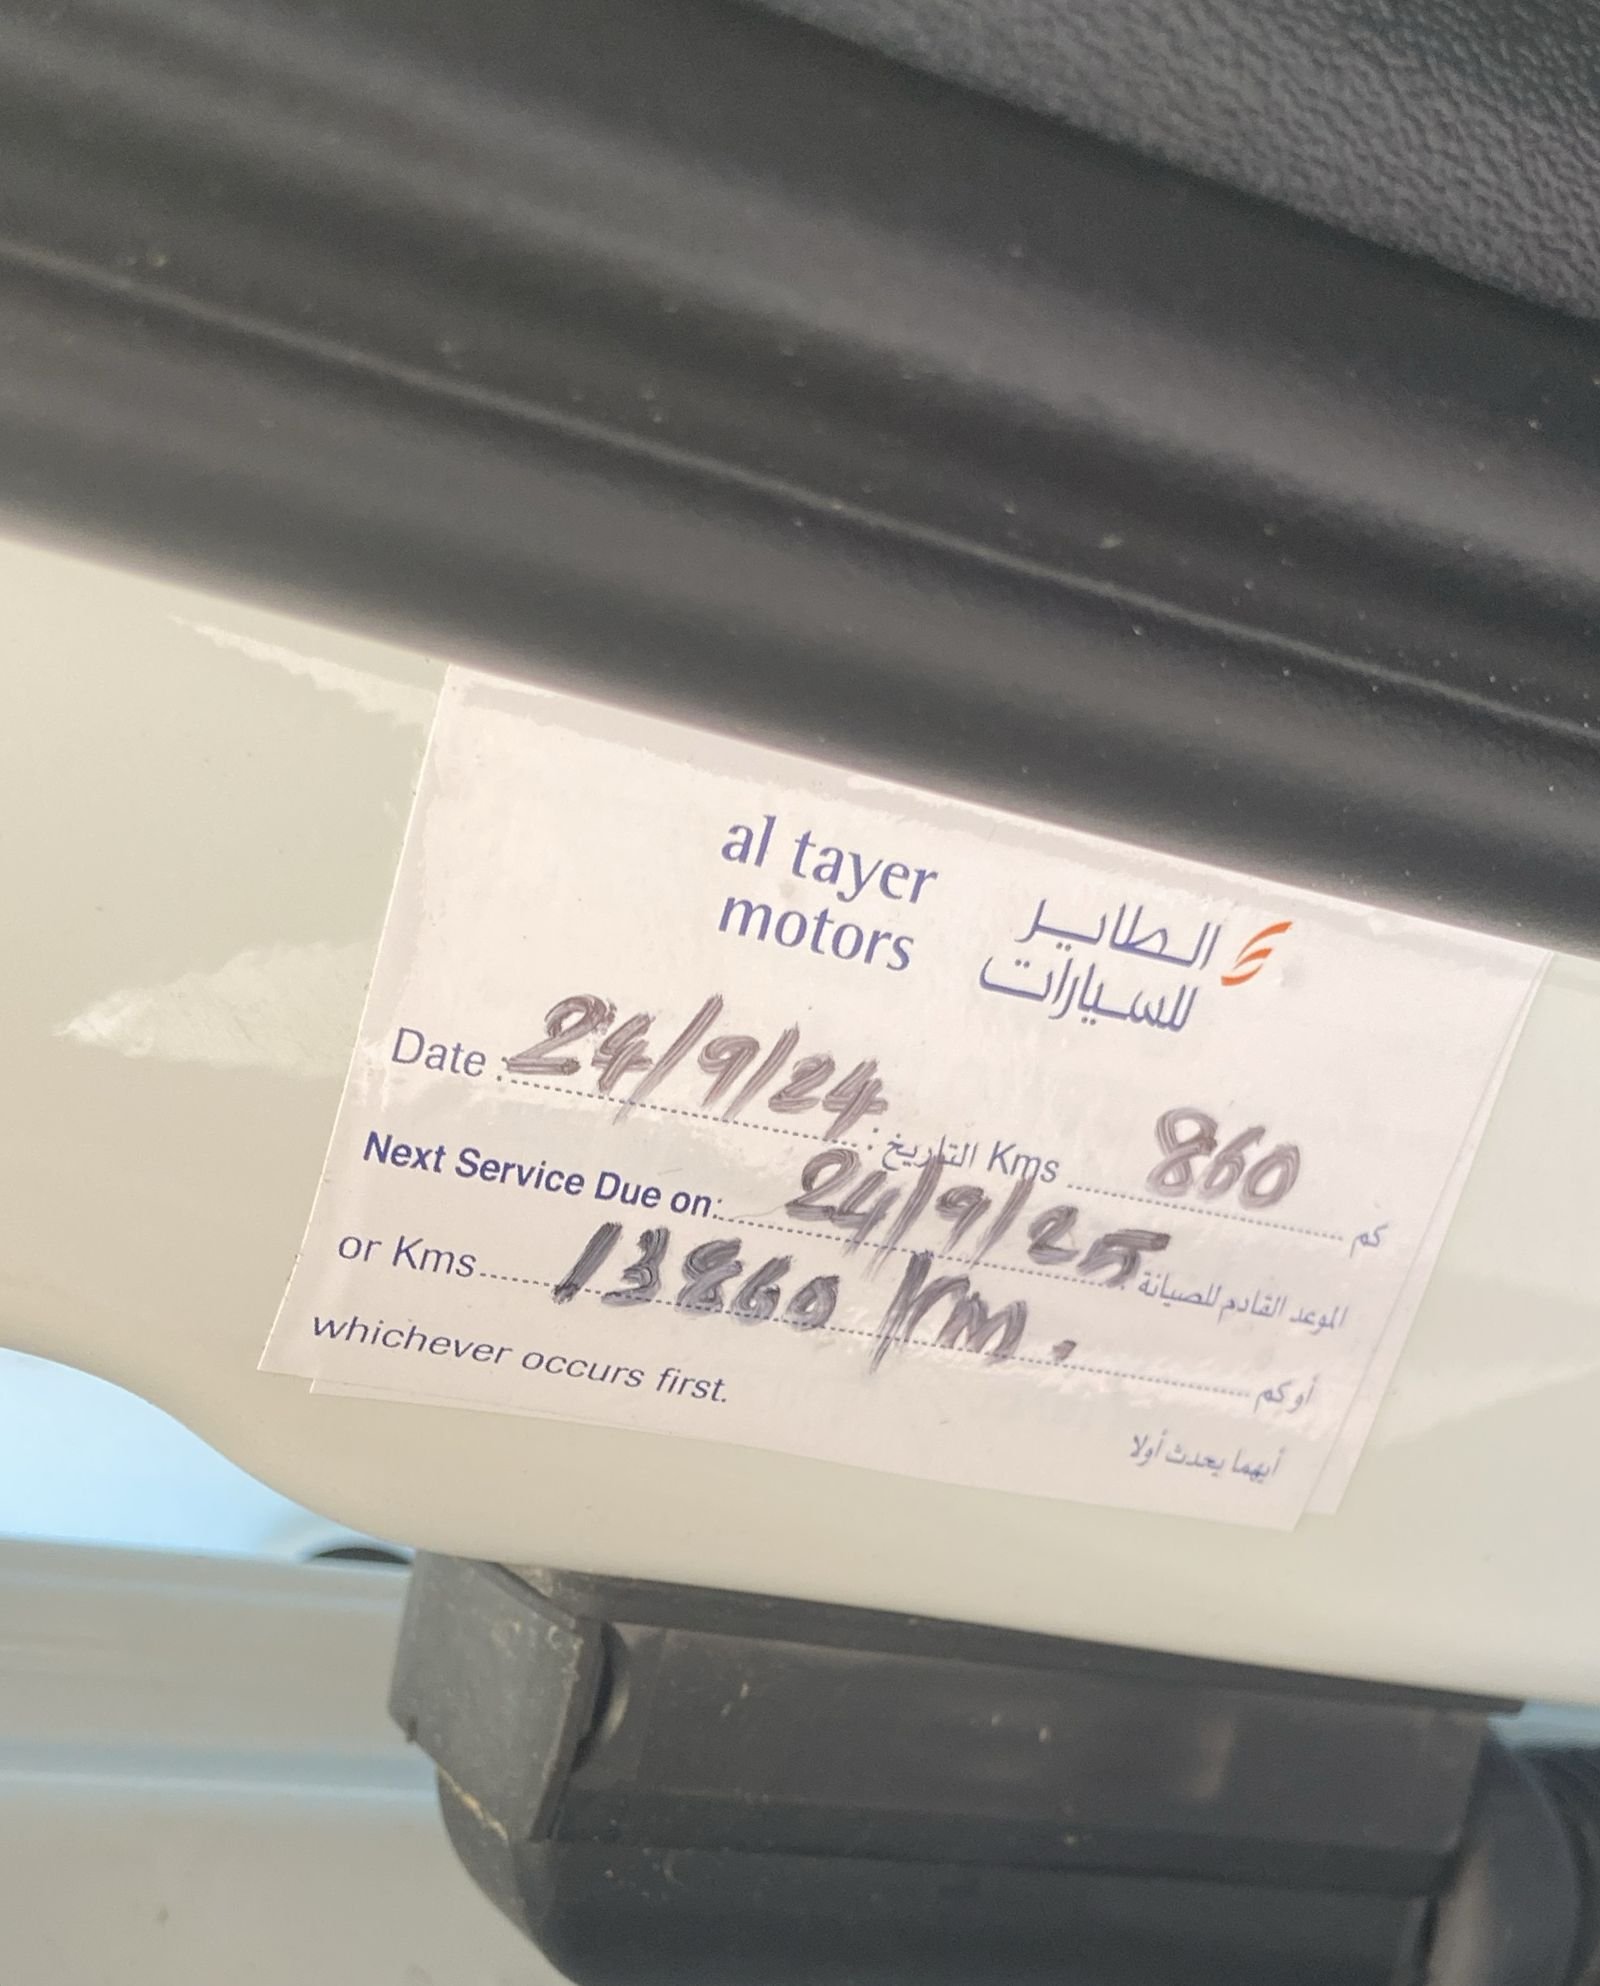 al tayer
motors
الطاير
للسيارات
Date : 24/9/24 : التاريخ Kms 860 كم
Next Service Due on: 24/9/25 الموعد القادم للصيانة
or Kms 13860 Km. أو كم
whichever occurs first.
أيهما يحدث أولا